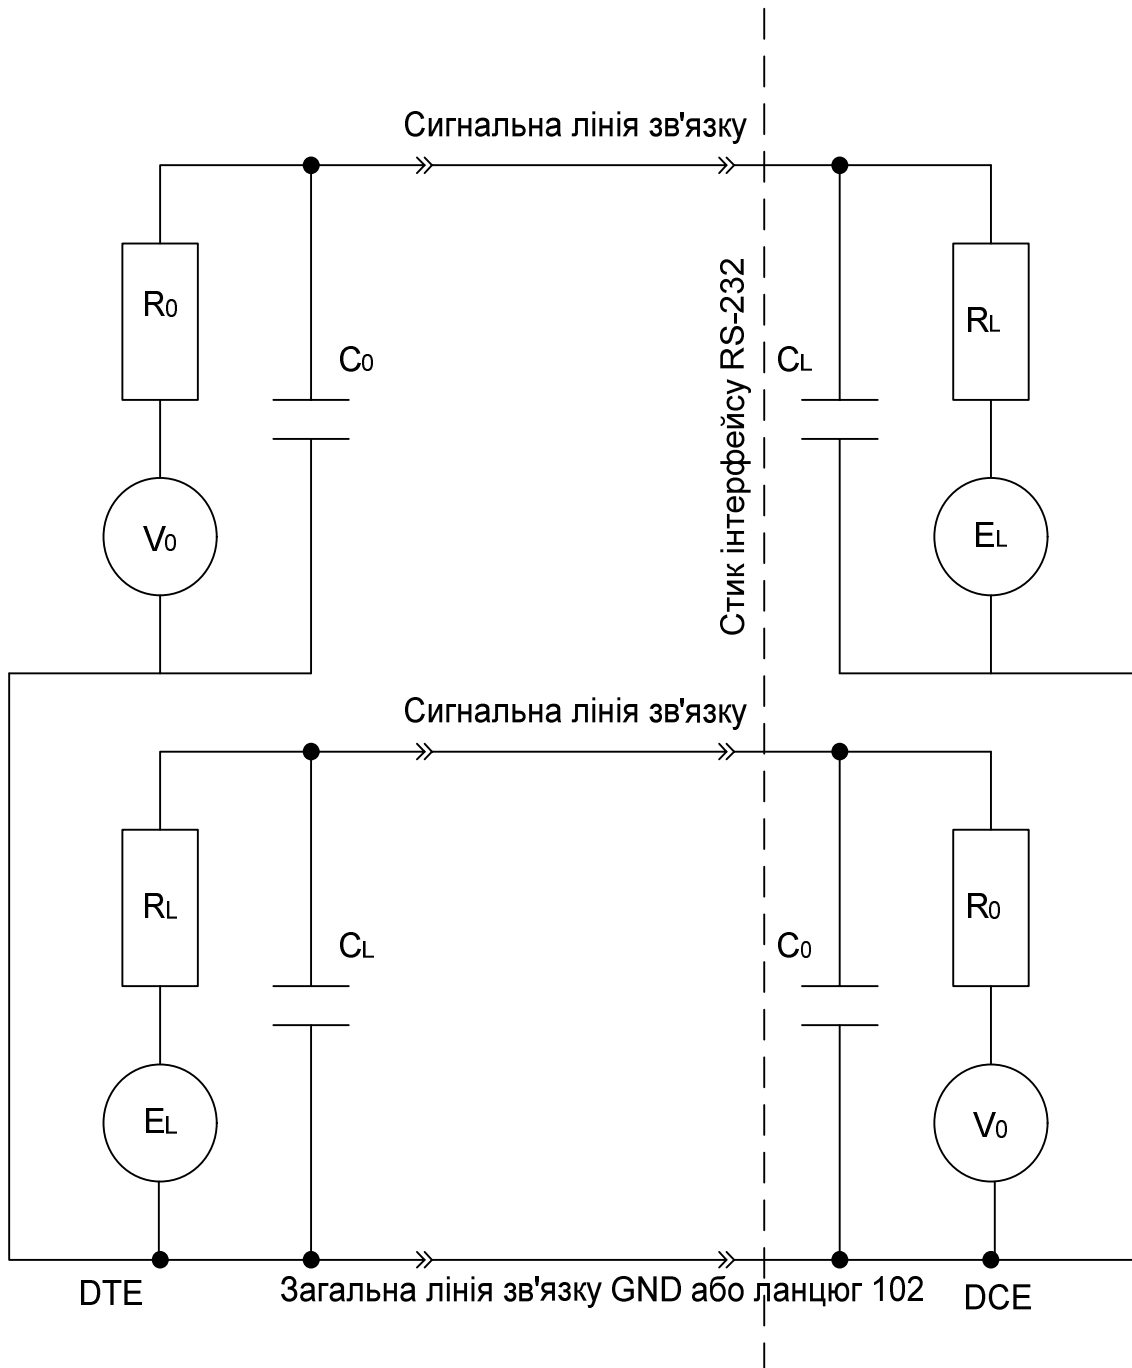 Сигнальна лінія зв'язку
R0
C0
V0
Стик інтерфейсу RS-232
CL
RL
EL
Сигнальна лінія зв'язку
RL
CL
EL
C0
R0
V0
DTE
Загальна лінія зв'язку GND або ланцюг 102
DCE